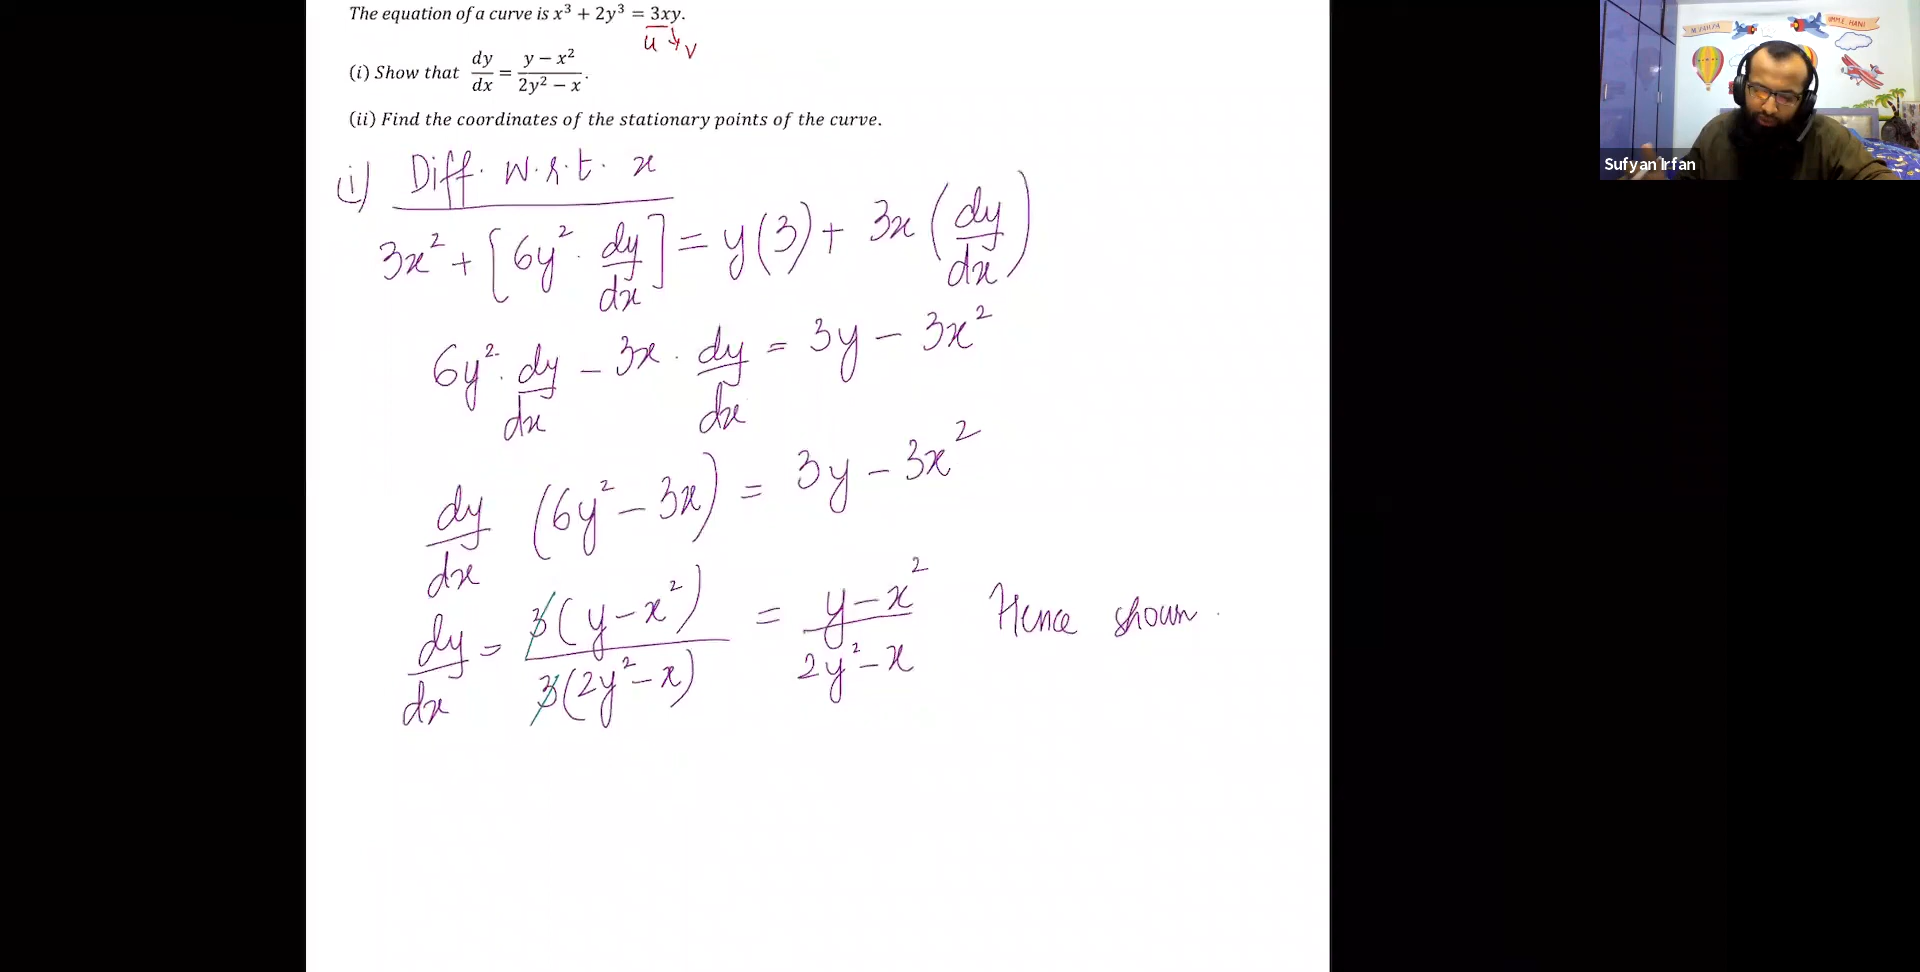 The equation of a curve is x³ + 2y³ = 3xy.
u v
(i) Show that dy/dx = (y − x²)/(2y² − x).
(ii) Find the coordinates of the stationary points of the curve.
i) Diff. w.r.t. x
3x² + [6y² · dy/dx] = y(3) + 3x (dy/dx)
6y² · dy/dx − 3x · dy/dx = 3y − 3x²
dy/dx (6y² − 3x) = 3y − 3x²
dy/dx = 3(y − x²)/3(2y² − x) = (y − x²)/(2y² − x) Hence shown.
M.YAHYA
UMME HANI
Sufyan Irfan